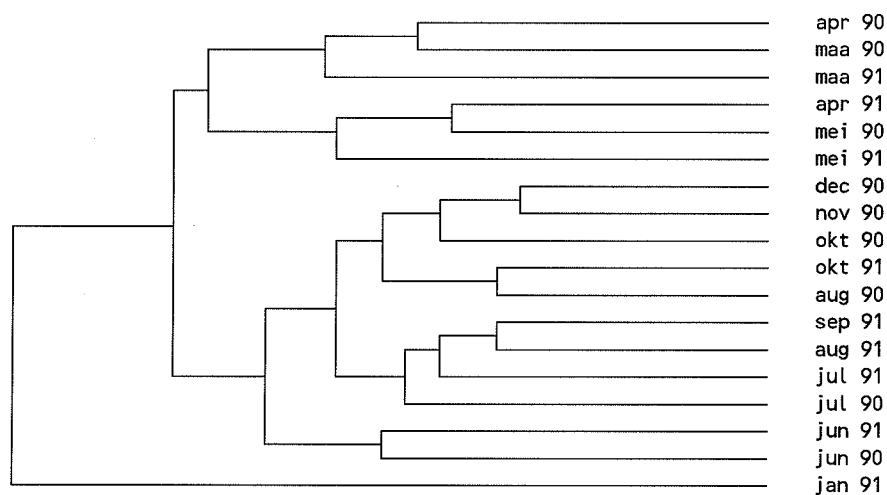 apr 90
maa 90
maa 91
apr 91
mei 90
mei 91
dec 90
nov 90
okt 90
okt 91
aug 90
sep 91
aug 91
jul 91
jul 90
jun 91
jun 90
jan 91